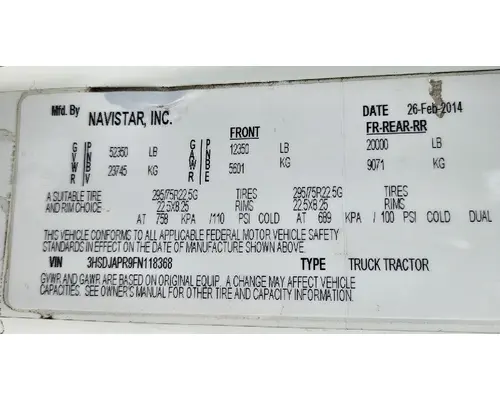 Mfd. By NAVISTAR, INC. DATE 26-Feb-2014
FRONT FR-REAR-RR
G P 52350 LB G P 12350 LB 20000 LB
V N A N
W B 23745 KG W B 5601 KG 9071 KG
R V R E
A SUITABLE TIRE 295/75R22.5G TIRES 295/75R22.5G TIRES
AND RIM CHOICE 22.5X8.25 RIMS 22.5X8.25 RIMS
AT 758 KPA /110 PSI COLD AT 689 KPA / 100 PSI COLD DUAL
THIS VEHICLE CONFORMS TO ALL APPLICABLE FEDERAL MOTOR VEHICLE SAFETY
STANDARDS IN EFFECT ON THE DATE OF MANUFACTURE SHOWN ABOVE.
VIN 3HSDJAPR9FN118368 TYPE TRUCK TRACTOR
GVWR AND GAWR ARE BASED ON ORIGINAL EQUIP. A CHANGE MAY AFFECT VEHICLE
CAPACITIES. SEE OWNER'S MANUAL FOR OTHER TIRE AND CAPACITY INFORMATION.